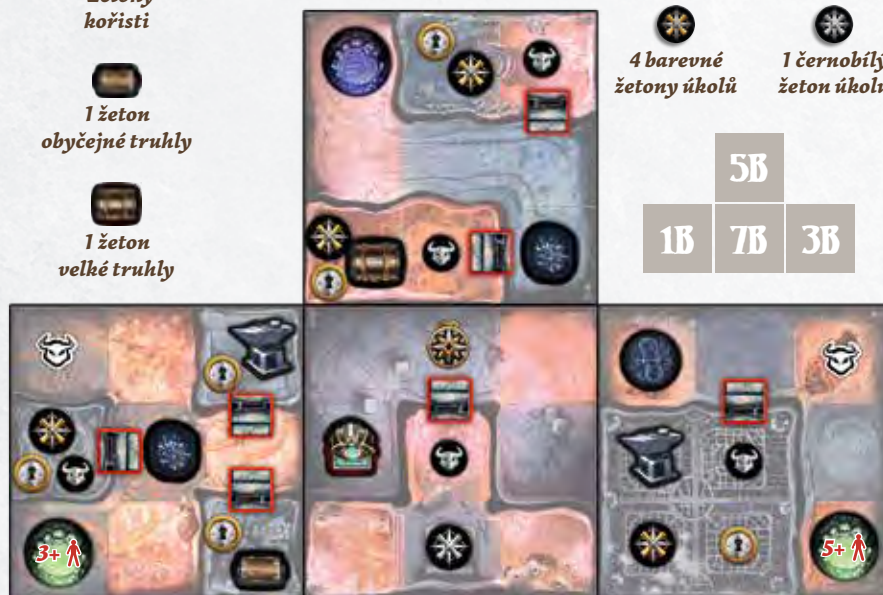 kořisti
1 žeton
obyčejné truhly
1 žeton
velké truhly
4 barevné
žetony úkolů
1 černobílý
žeton úkolu
5B
1B 7B 3B
3+
5+